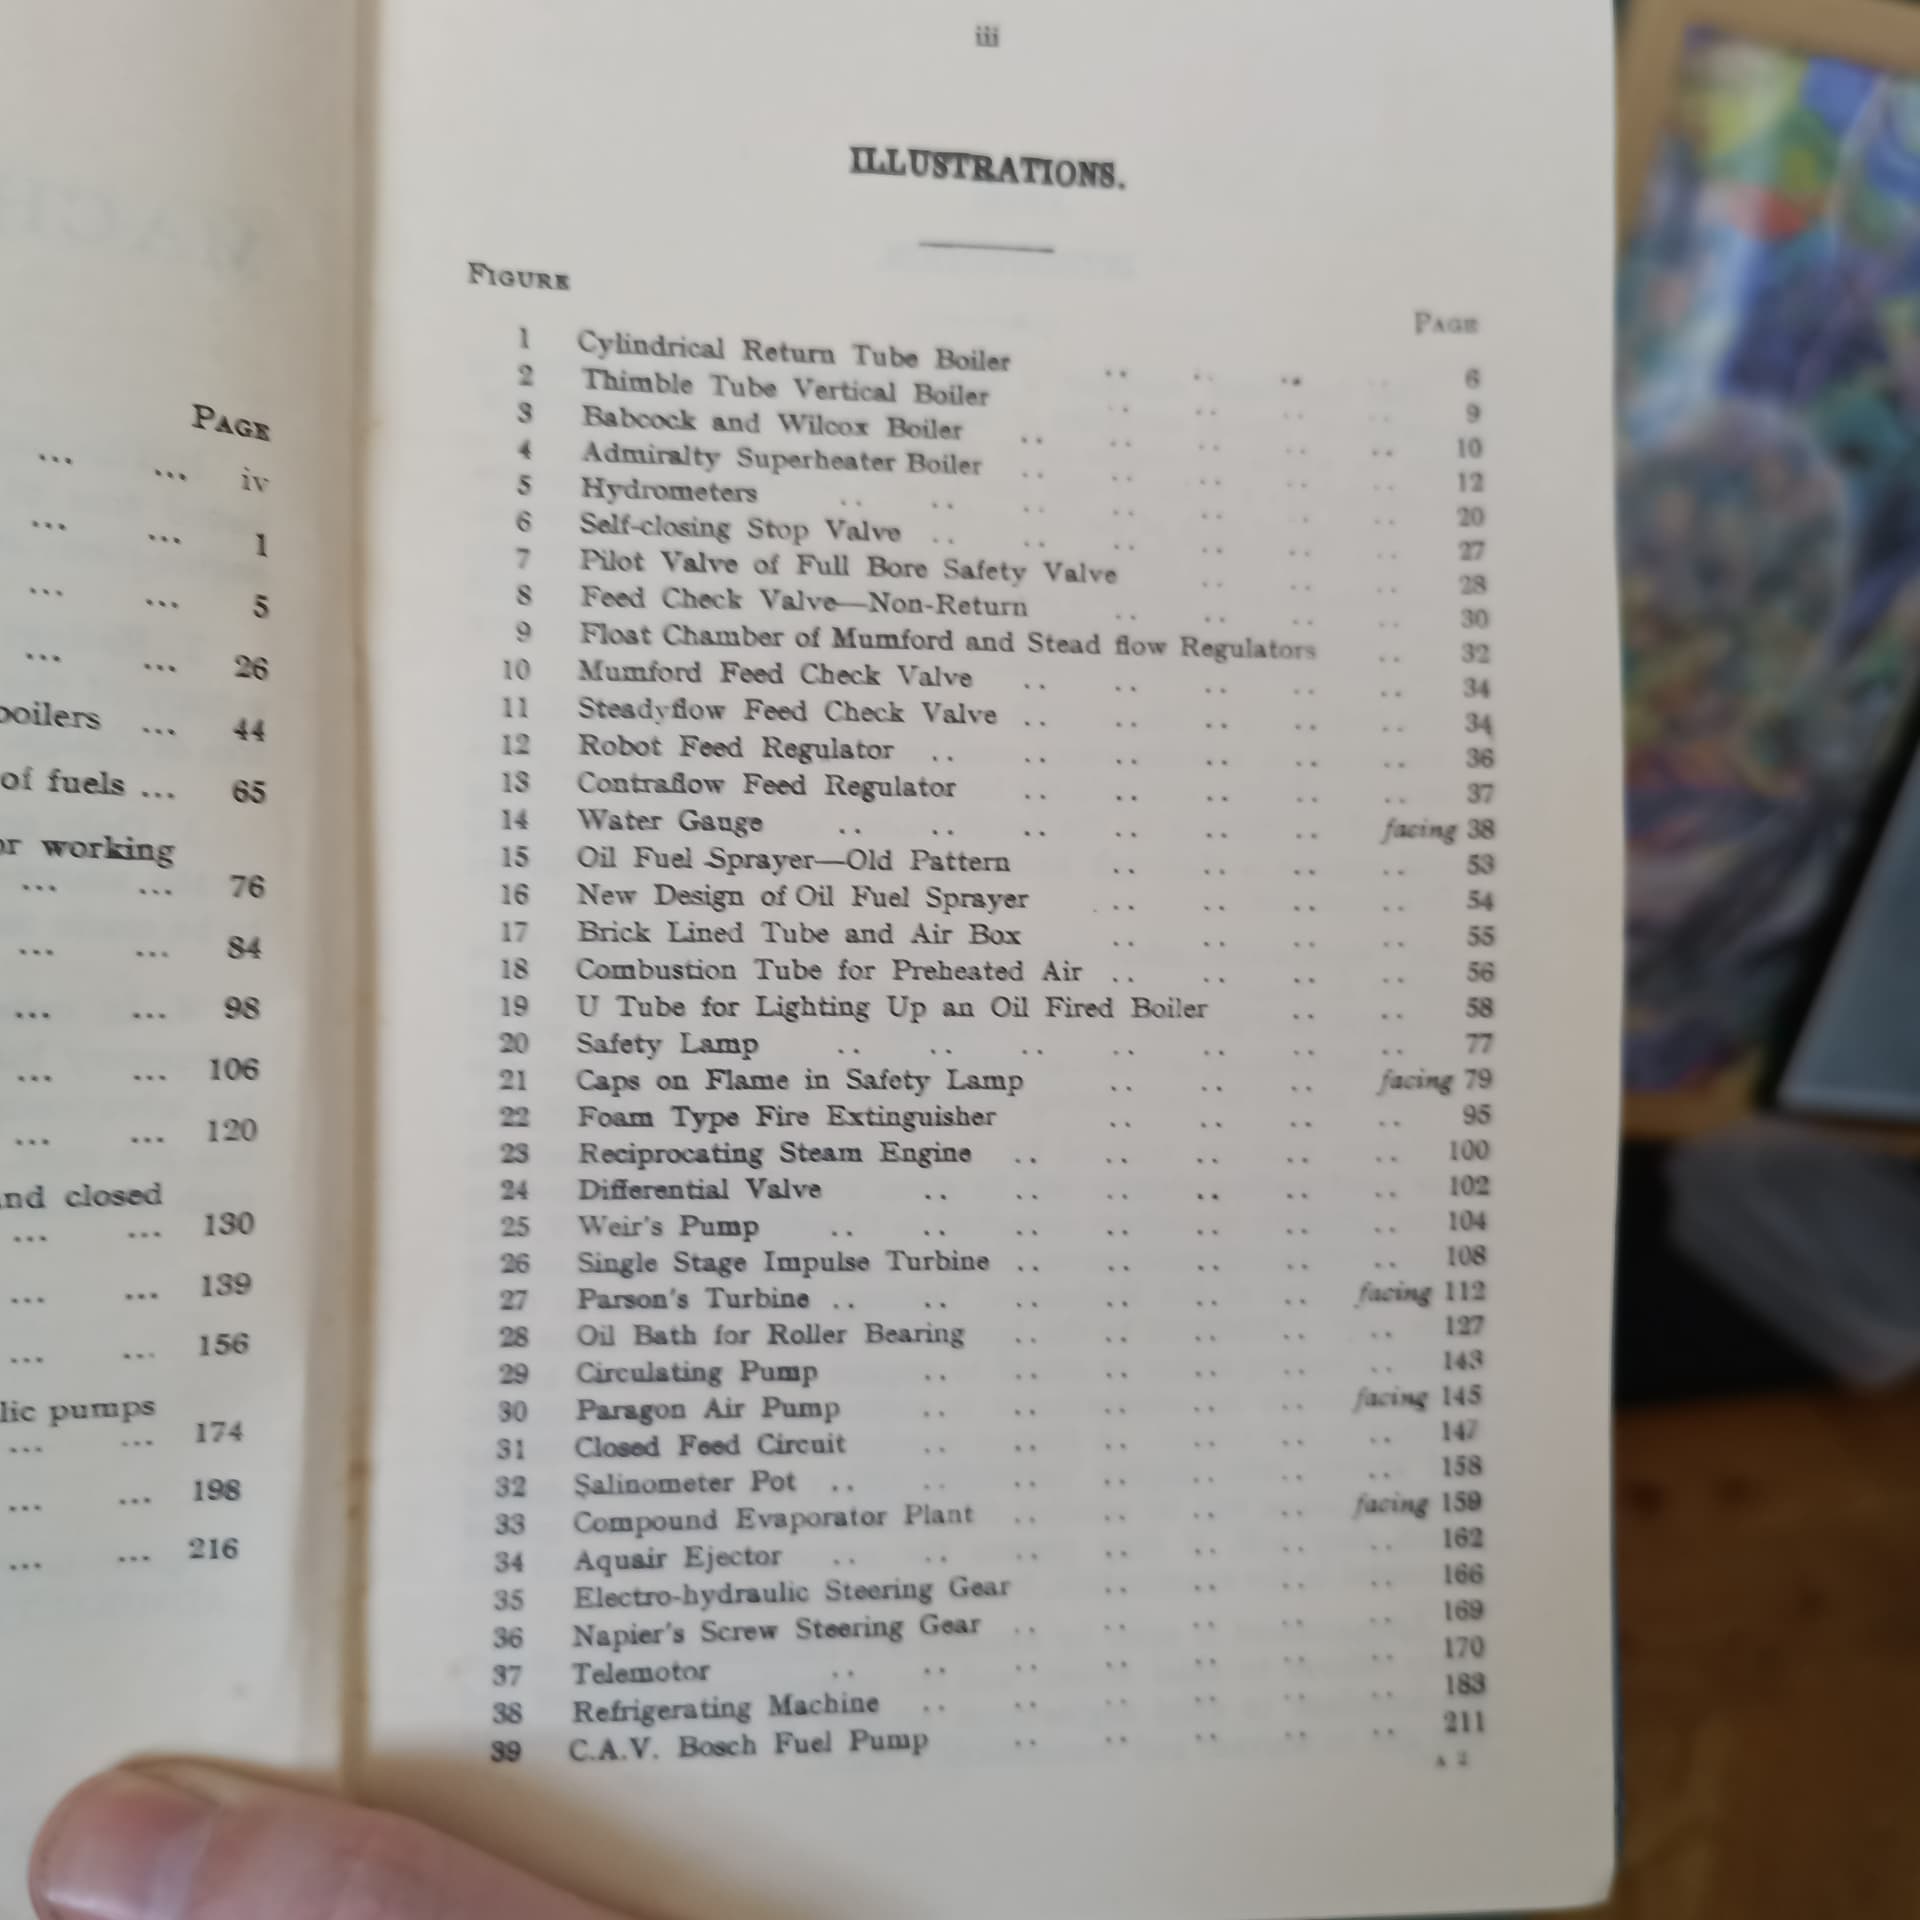 PAGE
... ... iv
... ... 1
... ... 5
... ... 26
boilers ... 44
of fuels ... 65
or working
... ... 76
... ... 84
... ... 98
... ... 106
... ... 120
and closed
... ... 130
... ... 139
... ... 156
lic pumps
... ... 174
... ... 198
... ... 216
iii
ILLUSTRATIONS.
FIGURE
PAGE
1 Cylindrical Return Tube Boiler .. .. .. .. 6
2 Thimble Tube Vertical Boiler .. .. .. .. 9
3 Babcock and Wilcox Boiler .. .. .. .. .. 10
4 Admiralty Superheater Boiler .. .. .. .. .. 12
5 Hydrometers .. .. .. .. .. .. .. 20
6 Self-closing Stop Valve .. .. .. .. .. .. 27
7 Pilot Valve of Full Bore Safety Valve .. .. .. 28
8 Feed Check Valve—Non-Return .. .. .. .. 30
9 Float Chamber of Mumford and Stead flow Regulators .. 32
10 Mumford Feed Check Valve .. .. .. .. .. 34
11 Steadyflow Feed Check Valve .. .. .. .. .. 34
12 Robot Feed Regulator .. .. .. .. .. .. 36
13 Contraflow Feed Regulator .. .. .. .. .. 37
14 Water Gauge .. .. .. .. .. .. facing 38
15 Oil Fuel Sprayer—Old Pattern .. .. .. .. 53
16 New Design of Oil Fuel Sprayer .. .. .. .. 54
17 Brick Lined Tube and Air Box .. .. .. .. 55
18 Combustion Tube for Preheated Air .. .. .. .. 56
19 U Tube for Lighting Up an Oil Fired Boiler .. .. 58
20 Safety Lamp .. .. .. .. .. .. .. 77
21 Caps on Flame in Safety Lamp .. .. .. facing 79
22 Foam Type Fire Extinguisher .. .. .. .. 95
23 Reciprocating Steam Engine .. .. .. .. .. 100
24 Differential Valve .. .. .. .. .. .. 102
25 Weir's Pump .. .. .. .. .. .. .. 104
26 Single Stage Impulse Turbine .. .. .. .. .. 108
27 Parson's Turbine .. .. .. .. .. .. facing 112
28 Oil Bath for Roller Bearing .. .. .. .. .. 127
29 Circulating Pump .. .. .. .. .. .. 143
30 Paragon Air Pump .. .. .. .. .. facing 145
31 Closed Feed Circuit .. .. .. .. .. .. 147
32 Salinometer Pot .. .. .. .. .. .. .. 158
33 Compound Evaporator Plant .. .. .. .. facing 159
34 Aquair Ejector .. .. .. .. .. .. .. 162
35 Electro-hydraulic Steering Gear .. .. .. .. 166
36 Napier's Screw Steering Gear .. .. .. .. .. 169
37 Telemotor .. .. .. .. .. .. .. 170
38 Refrigerating Machine .. .. .. .. .. .. 183
39 C.A.V. Bosch Fuel Pump .. .. .. .. .. 211
A 2